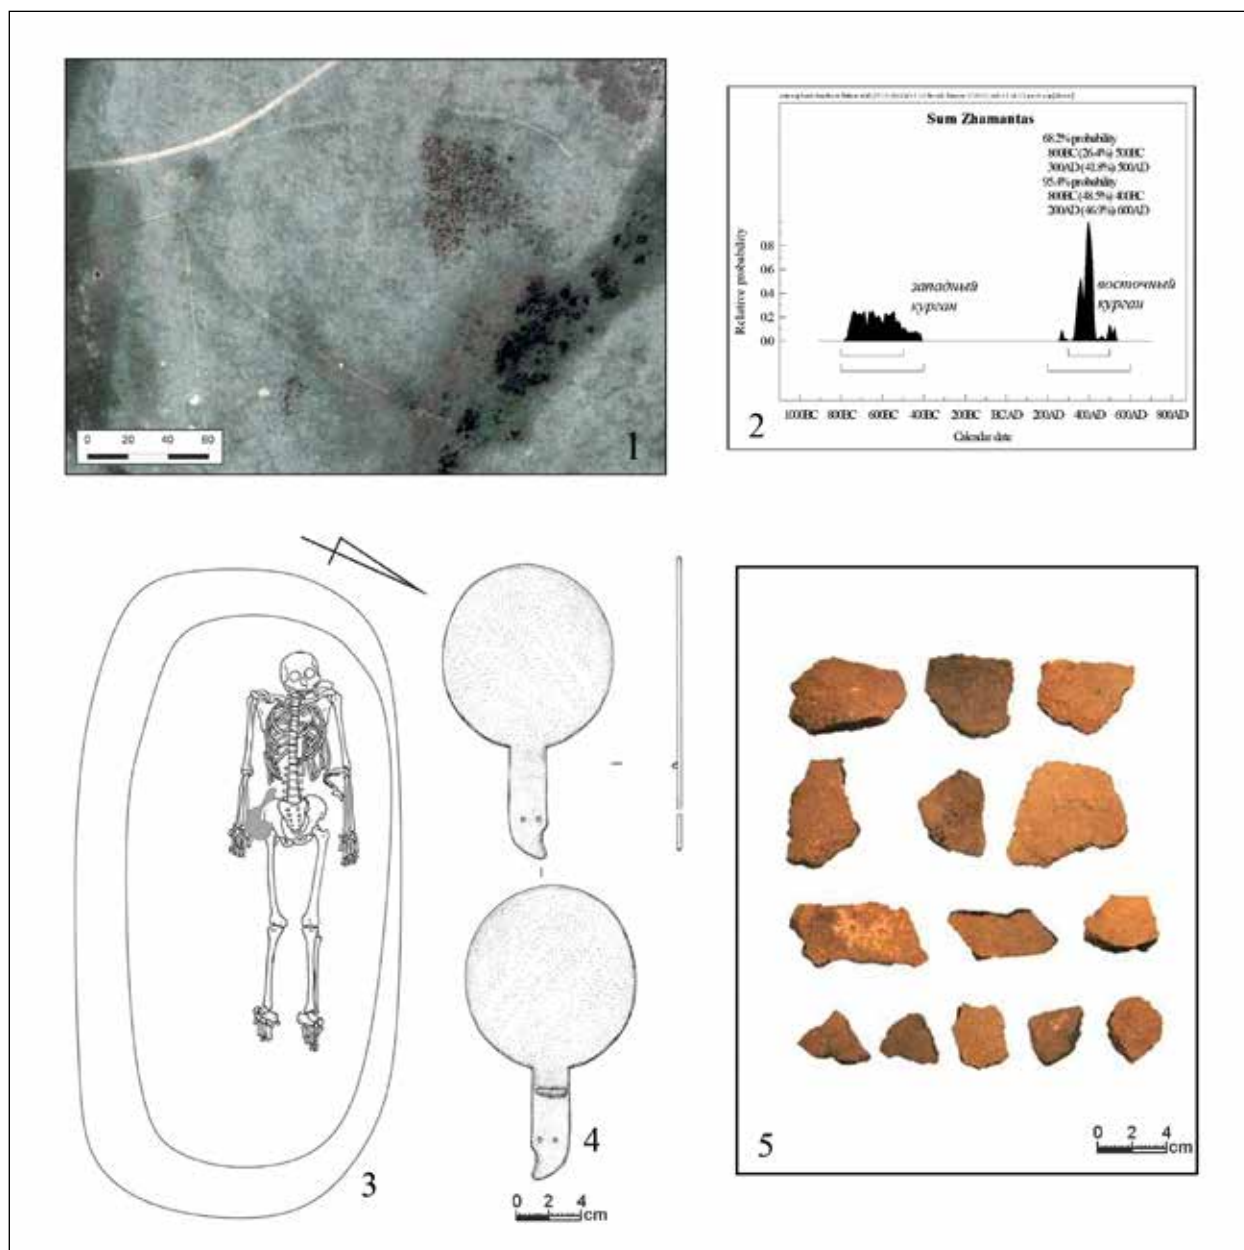 0 20 40 60
1
Sum Zhamantas
68.2% probability
800BC (26.4%) 500BC
300AD (41.8%) 500AD
95.4% probability
800BC (48.5%) 400BC
200AD (46.9%) 600AD
Relative probability
0.8
0.6
0.4
0.2
0.0
западный
курган
восточный
курган
1000BC 800BC 600BC 400BC 200BC BC/AD 200AD 400AD 600AD 800AD
Calendar date
2
3
4
0 2 4
cm
5
0 2 4
cm